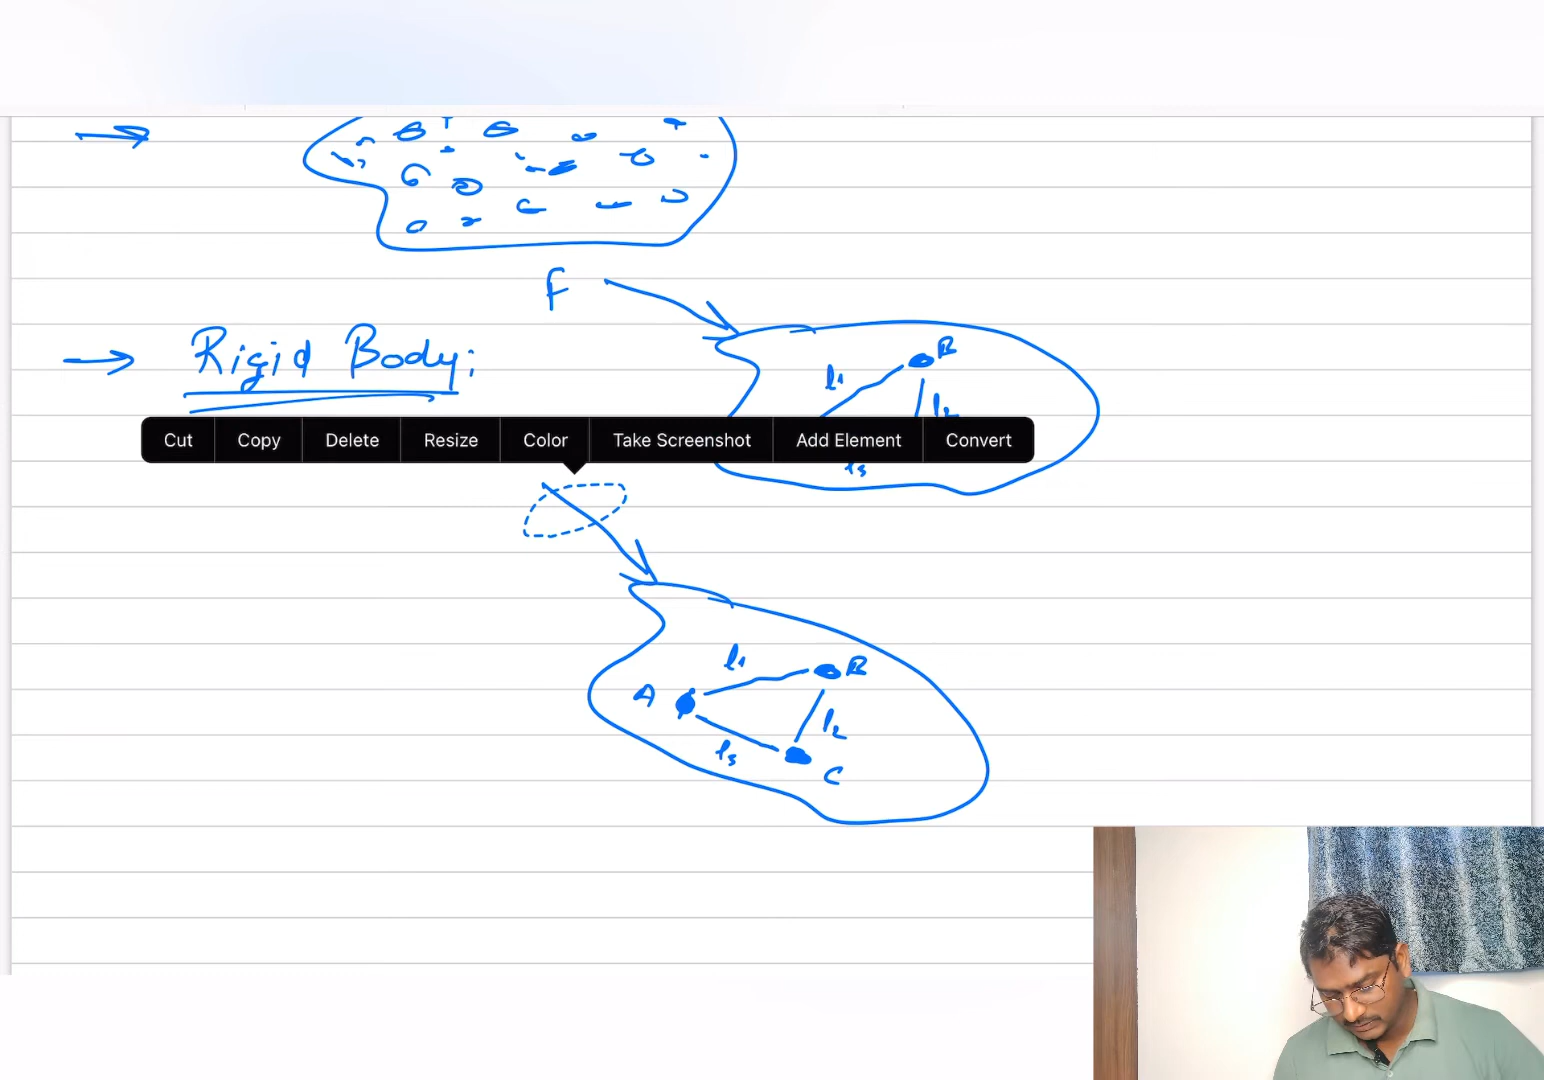 F
Rigid Body:
B
l1
l2
Cut Copy Delete Resize Color Take Screenshot Add Element Convert
l3
l1
B
A
l2
l3
C